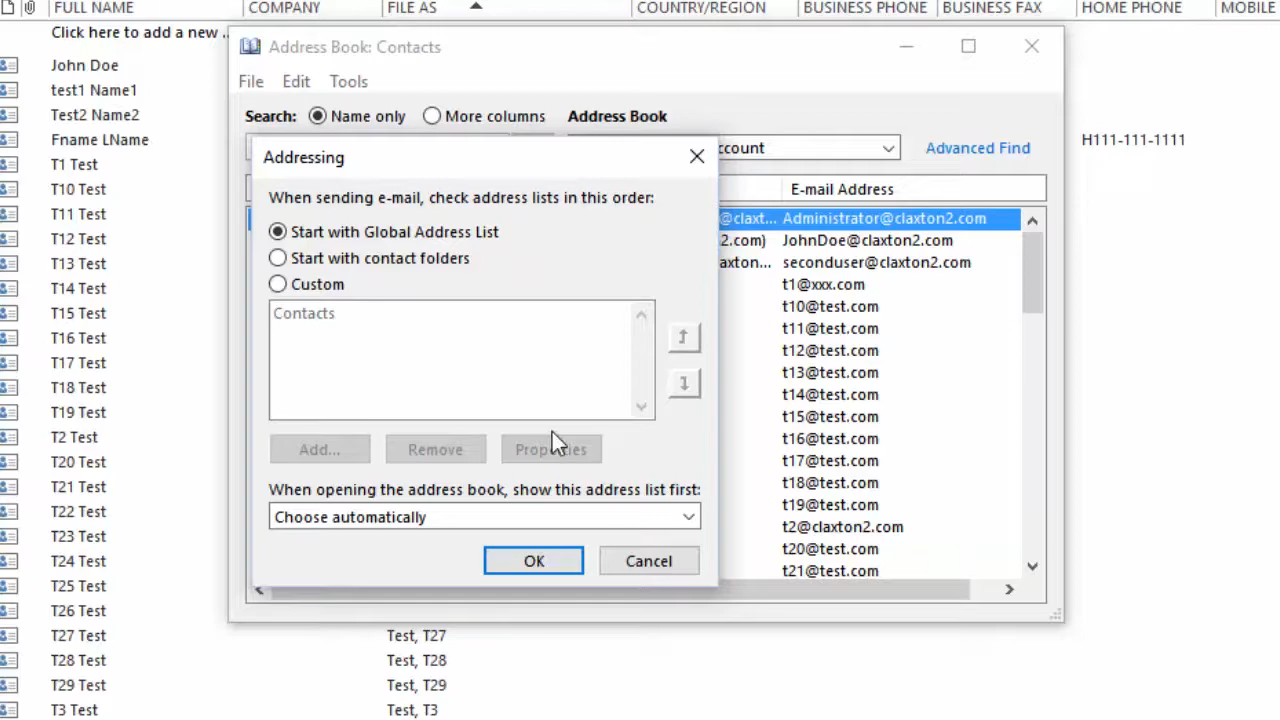 FULL NAME COMPANY FILE AS COUNTRY/REGION BUSINESS PHONE BUSINESS FAX HOME PHONE MOBILE
Click here to add a new ...
John Doe
test1 Name1
Test2 Name2
Fname LName H111-111-1111
T1 Test
T10 Test
T11 Test
T12 Test
T13 Test
T14 Test
T15 Test
T16 Test
T17 Test
T18 Test
T19 Test
T2 Test
T20 Test
T21 Test
T22 Test
T23 Test
T24 Test
T25 Test
T26 Test
T27 Test Test, T27
T28 Test Test, T28
T29 Test Test, T29
T3 Test Test, T3
Address Book: Contacts
File Edit Tools
Search: Name only More columns Address Book
ccount Advanced Find
E-mail Address
@claxt... Administrator@claxton2.com
2.com) JohnDoe@claxton2.com
axton... seconduser@claxton2.com
t1@xxx.com
t10@test.com
t11@test.com
t12@test.com
t13@test.com
t14@test.com
t15@test.com
t16@test.com
t17@test.com
t18@test.com
t19@test.com
t2@claxton2.com
t20@test.com
t21@test.com
Addressing
When sending e-mail, check address lists in this order:
Start with Global Address List
Start with contact folders
Custom
Contacts
Add... Remove Properties
When opening the address book, show this address list first:
Choose automatically
OK Cancel